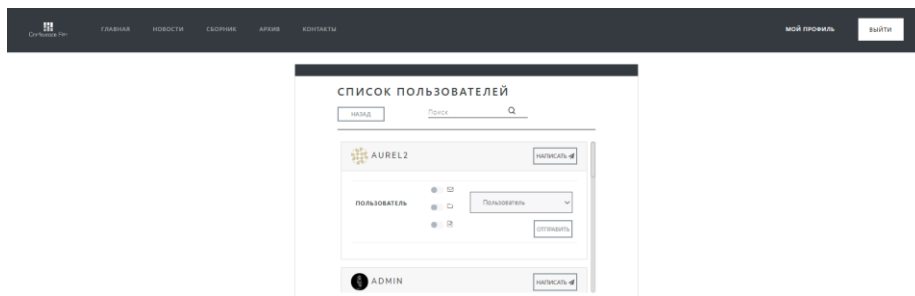 ГЛАВНАЯ НОВОСТИ СБОРНИК АРХИВ КОНТАКТЫ МОЙ ПРОФИЛЬ ВЫЙТИ
СПИСОК ПОЛЬЗОВАТЕЛЕЙ
НАЗАД Поиск
AUREL2 НАПИСАТЬ
ПОЛЬЗОВАТЕЛЬ Пользователь
ОТПРАВИТЬ
ADMIN НАПИСАТЬ